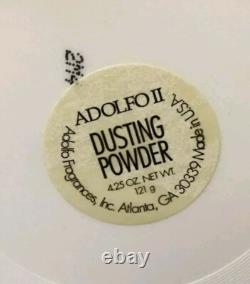 ADOLFO II
DUSTING
POWDER
4.25 OZ. NET WT.
121 g
Adolfo Fragrances, Inc. Atlanta, GA 30339 Made in USA
ebay